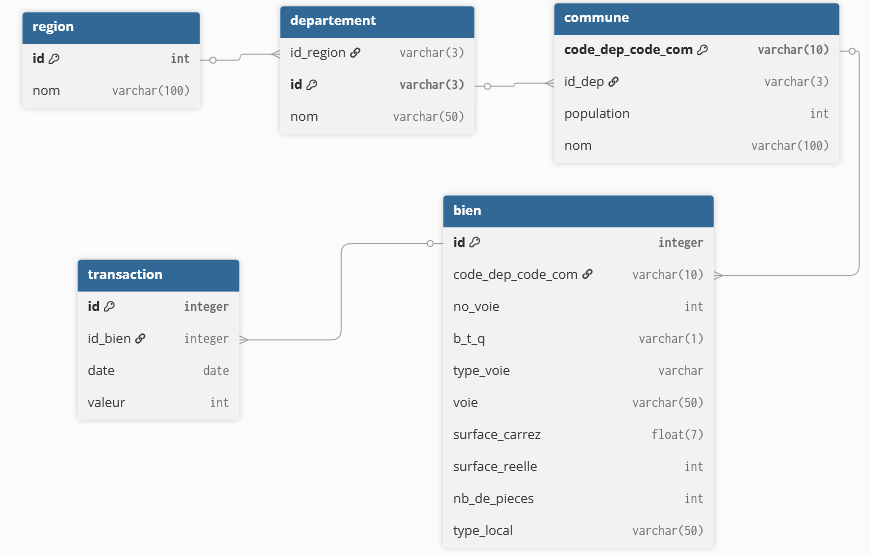 region
id int
nom varchar(100)
departement
id_region varchar(3)
id varchar(3)
nom varchar(50)
commune
code_dep_code_com varchar(10)
id_dep varchar(3)
population int
nom varchar(100)
transaction
id integer
id_bien integer
date date
valeur int
bien
id integer
code_dep_code_com varchar(10)
no_voie int
b_t_q varchar(1)
type_voie varchar
voie varchar(50)
surface_carrez float(7)
surface_reelle int
nb_de_pieces int
type_local varchar(50)